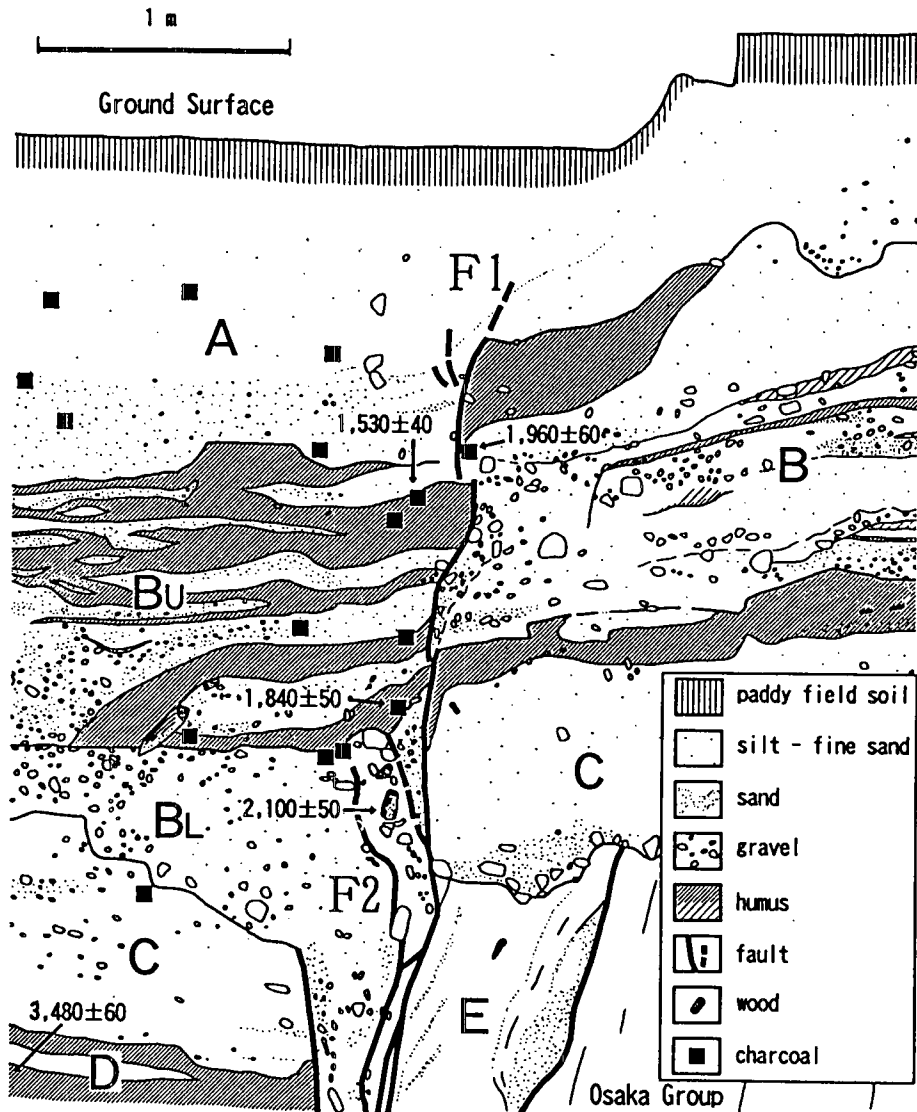 1 m
Ground Surface
F1
A
1,530±40
1,960±60
B
BU
1,840±50
C
2,100±50
BL
F2
C
E
3,480±60
D
Osaka Group
paddy field soil
silt - fine sand
sand
gravel
humus
fault
wood
charcoal